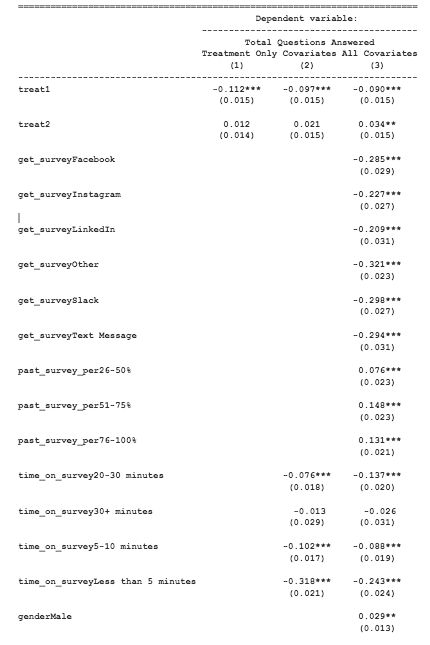 Dependent variable:
Total Questions Answered
Treatment Only Covariates All Covariates
(1) (2) (3)
treat1 -0.112*** -0.097*** -0.090***
(0.015) (0.015) (0.015)
treat2 0.012 0.021 0.034**
(0.014) (0.015) (0.015)
get_surveyFacebook -0.285***
(0.029)
get_surveyInstagram -0.227***
(0.027)
get_surveyLinkedIn -0.209***
(0.031)
get_surveyOther -0.321***
(0.023)
get_surveySlack -0.298***
(0.027)
get_surveyText Message -0.294***
(0.031)
past_survey_per26-50% 0.076***
(0.023)
past_survey_per51-75% 0.148***
(0.023)
past_survey_per76-100% 0.131***
(0.021)
time_on_survey20-30 minutes -0.076*** -0.137***
(0.018) (0.020)
time_on_survey30+ minutes -0.013 -0.026
(0.029) (0.031)
time_on_survey5-10 minutes -0.102*** -0.088***
(0.017) (0.019)
time_on_surveyLess than 5 minutes -0.318*** -0.243***
(0.021) (0.024)
genderMale 0.029**
(0.013)